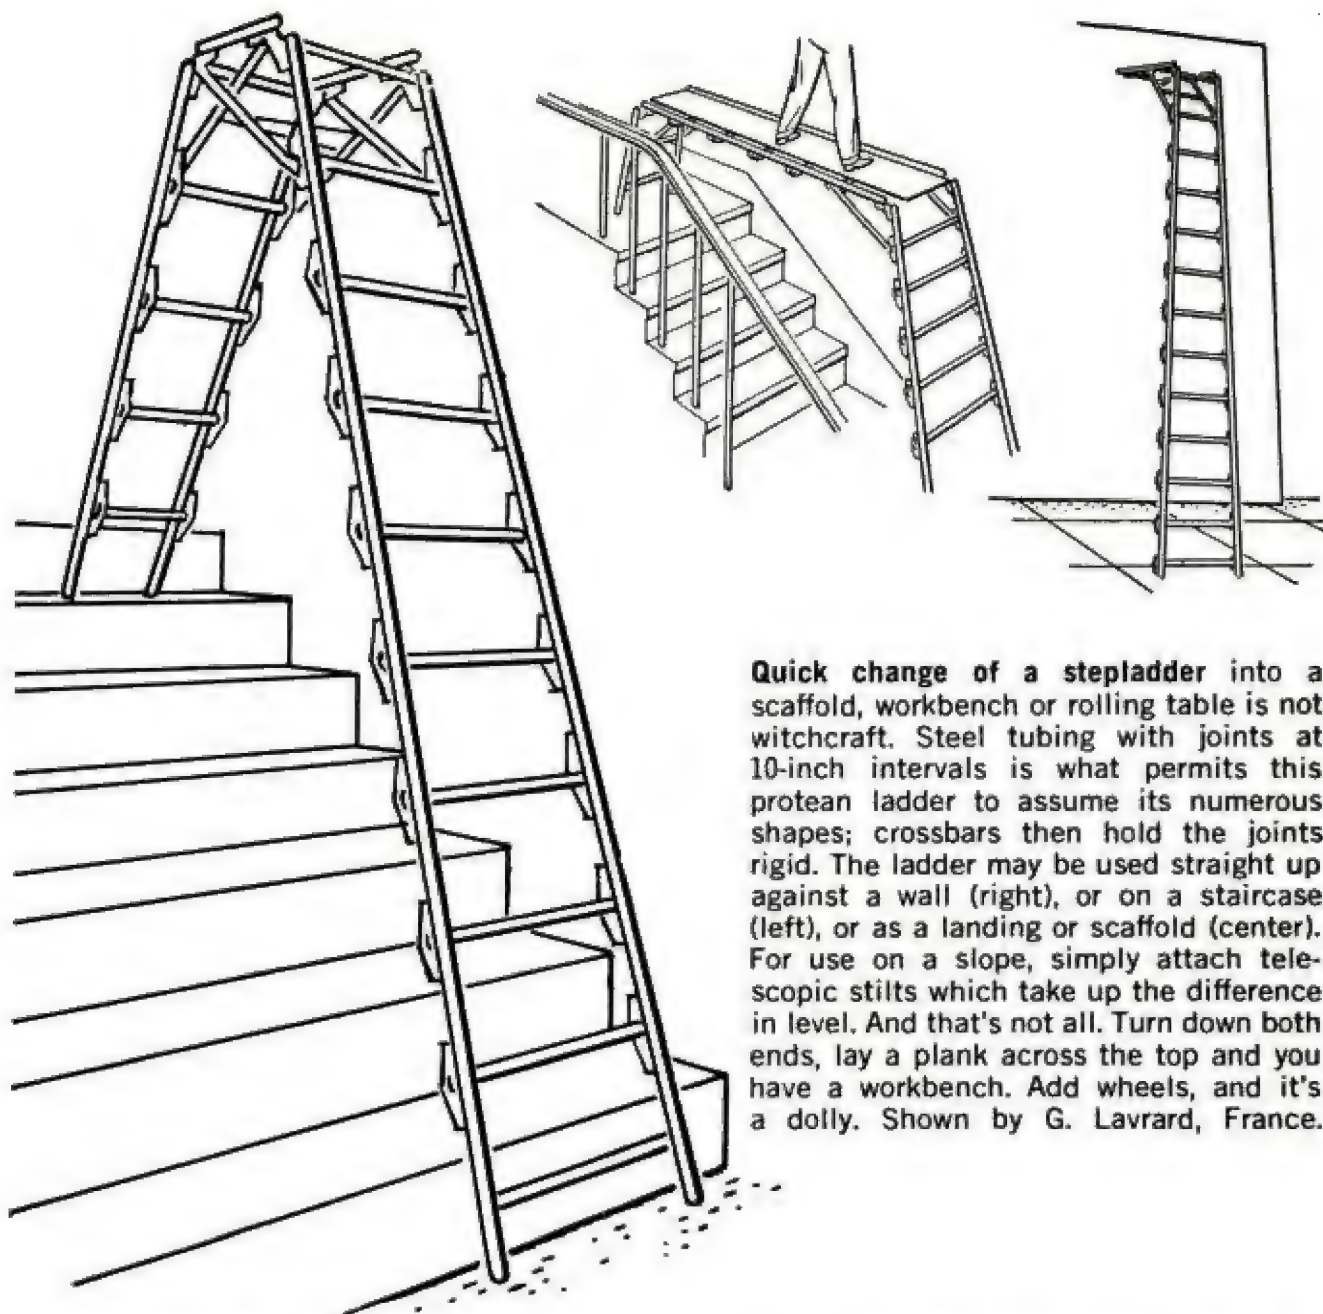 Quick change of a stepladder into a
scaffold, workbench or rolling table is not
witchcraft. Steel tubing with joints at
10-inch intervals is what permits this
protean ladder to assume its numerous
shapes; crossbars then hold the joints
rigid. The ladder may be used straight up
against a wall (right), or on a staircase
(left), or as a landing or scaffold (center).
For use on a slope, simply attach tele-
scopic stilts which take up the difference
in level. And that's not all. Turn down both
ends, lay a plank across the top and you
have a workbench. Add wheels, and it's
a dolly. Shown by G. Lavrard, France.